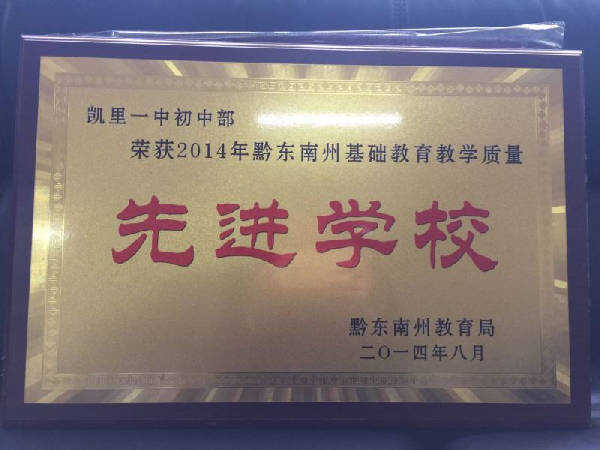 凯里一中初中部
荣获2014年黔东南州基础教育教学质量
先进学校
黔东南州教育局
二〇一四年八月